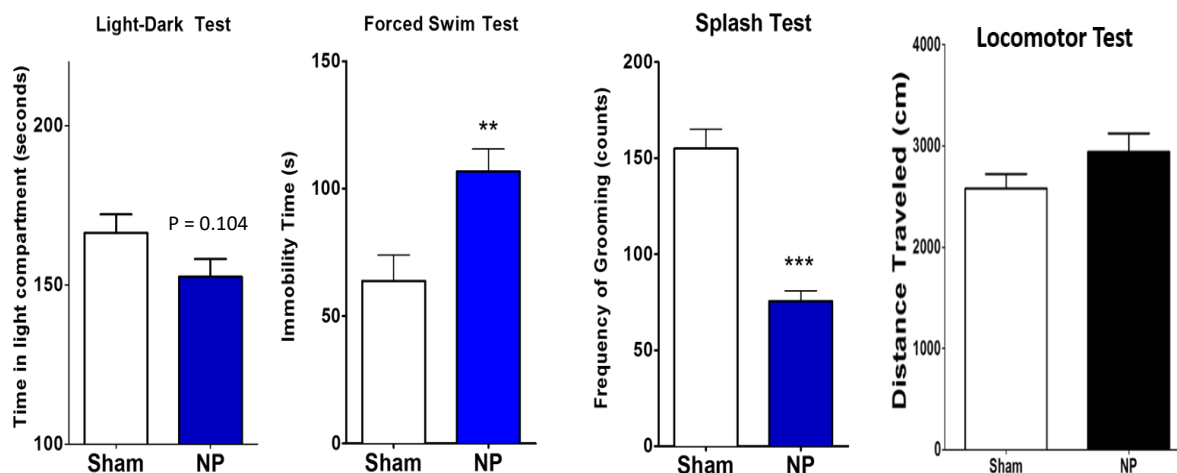 Light-Dark Test
Time in light compartment (seconds)
200
150
100
P = 0.104
Sham
NP
Forced Swim Test
Immobility Time (s)
150
100
50
0
**
Sham
NP
Splash Test
Frequency of Grooming (counts)
200
150
100
50
0
***
Sham
NP
Locomotor Test
Distance Traveled (cm)
4000
3000
2000
1000
0
Sham
NP